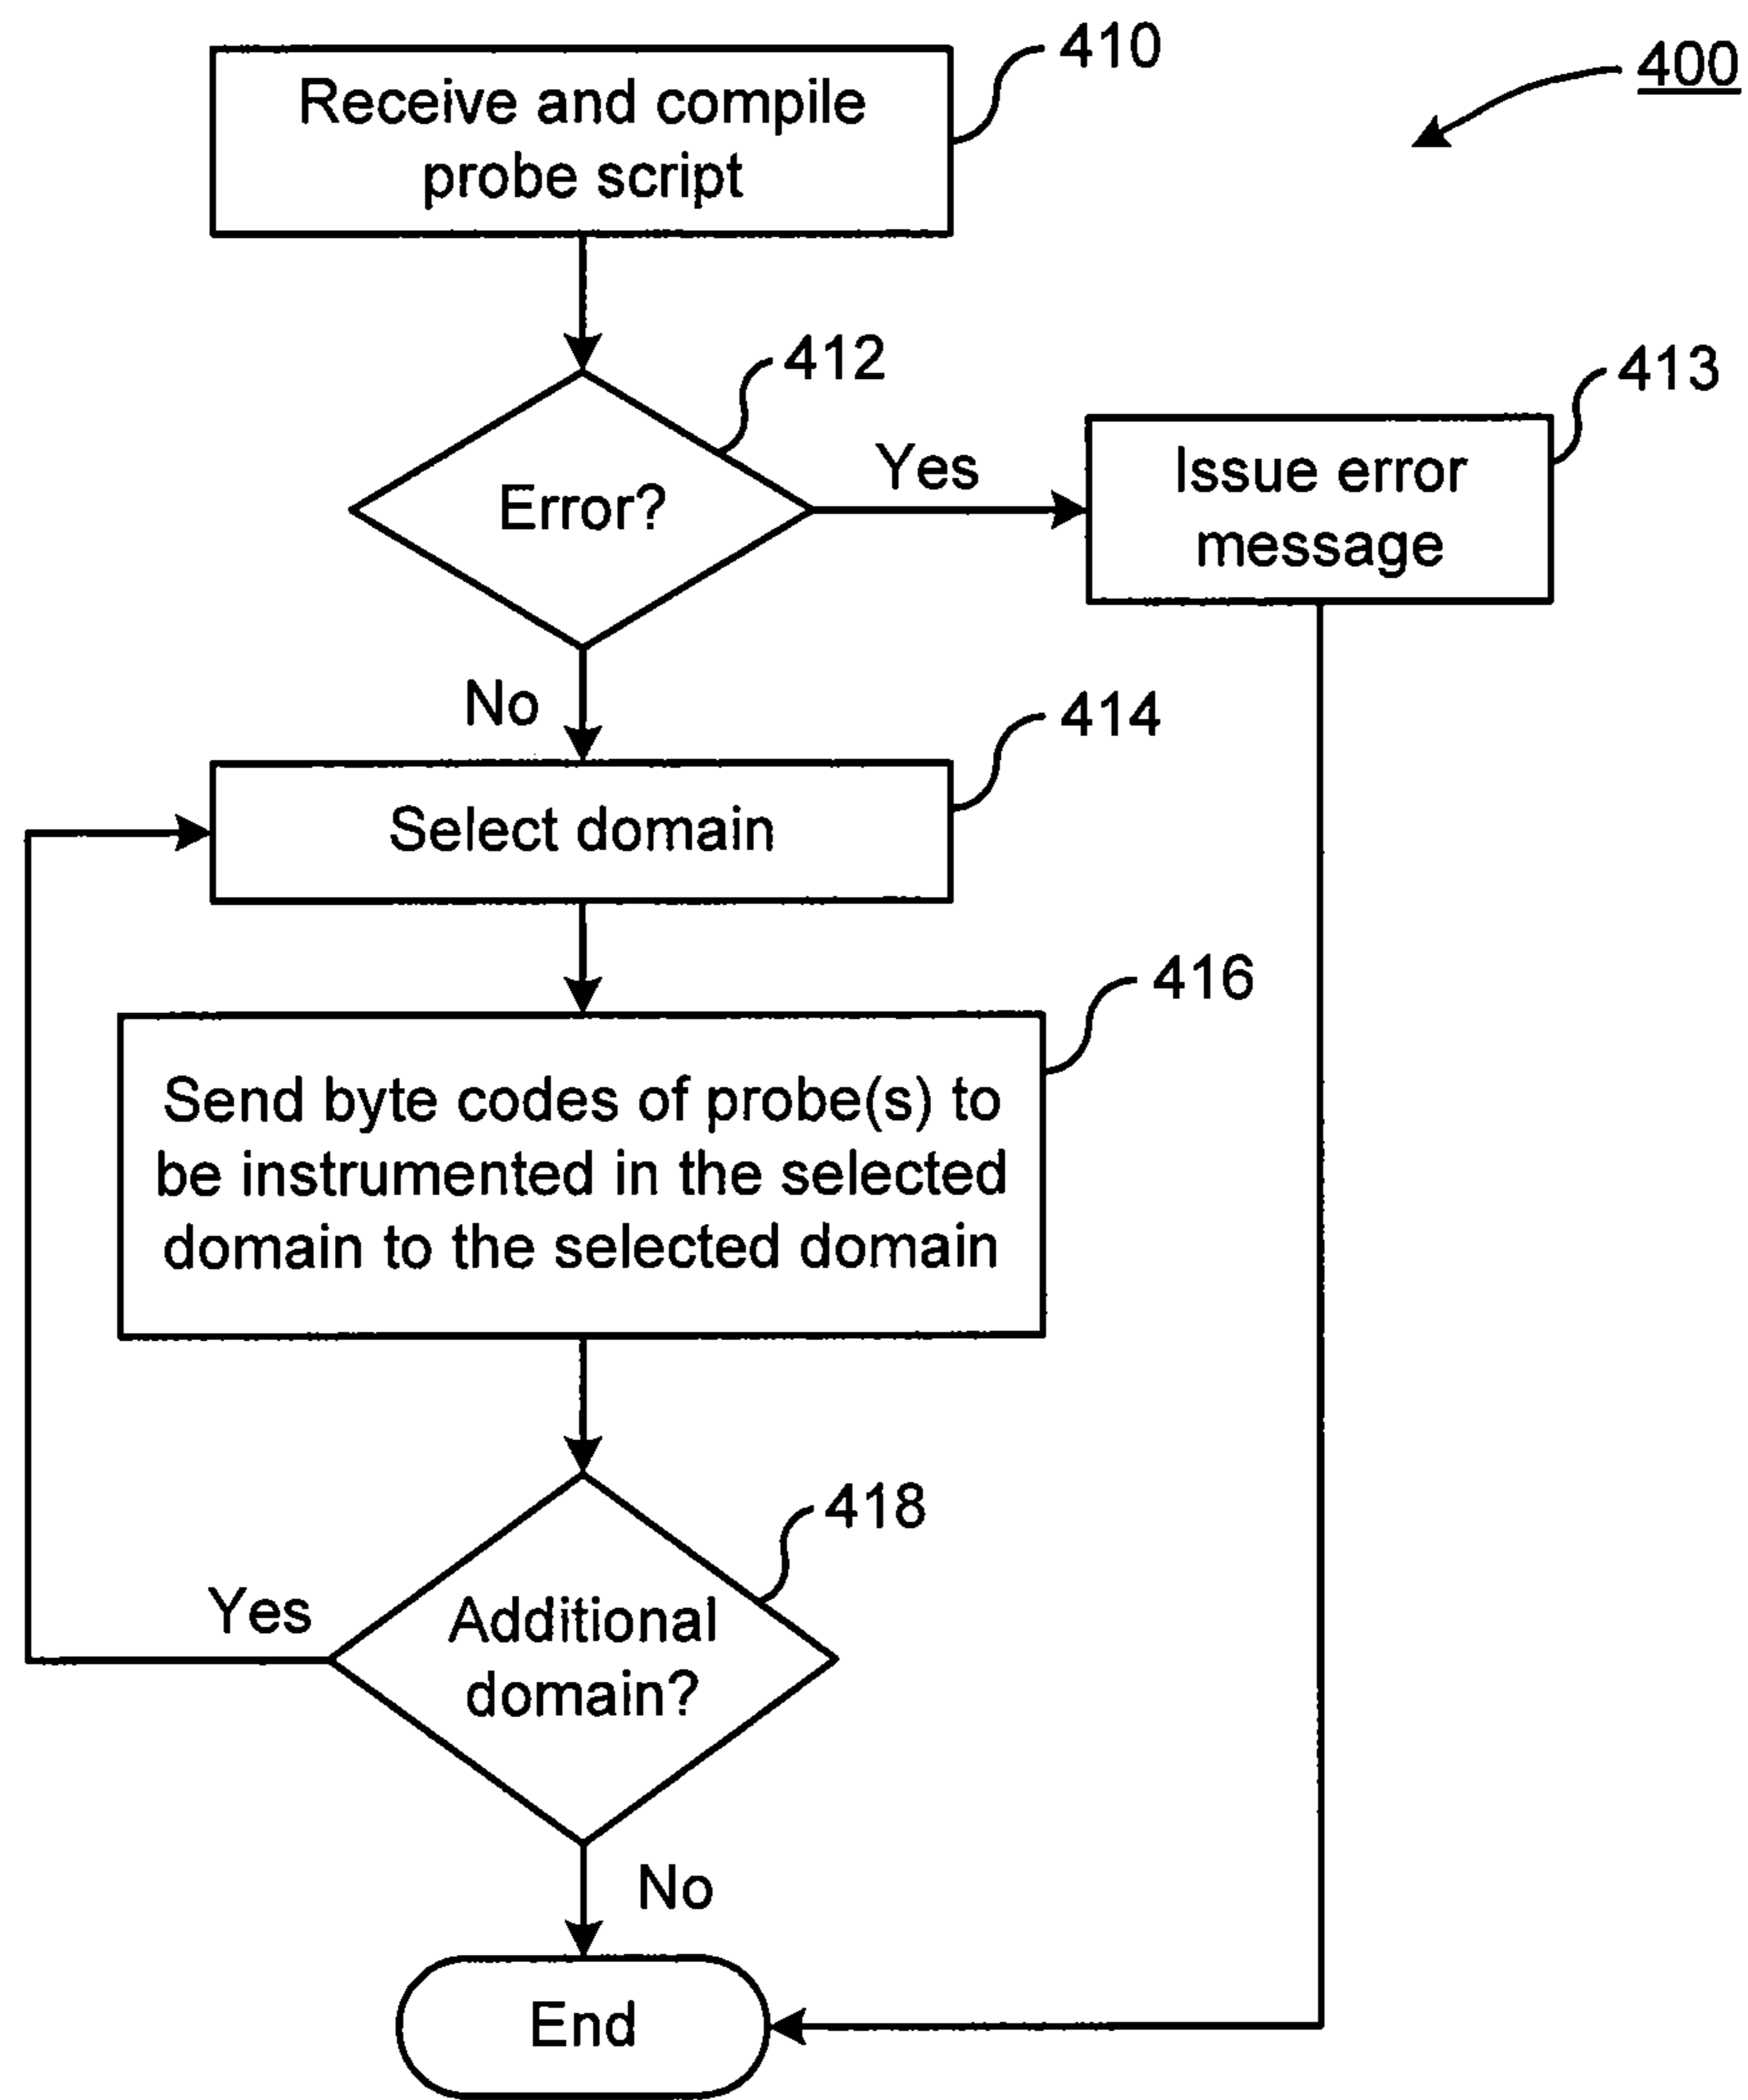 410
400
Receive and compile
probe script
412
413
Error?
Yes
Issue error
message
No
414
Select domain
416
Send byte codes of probe(s) to
be instrumented in the selected
domain to the selected domain
418
Yes
Additional
domain?
No
End